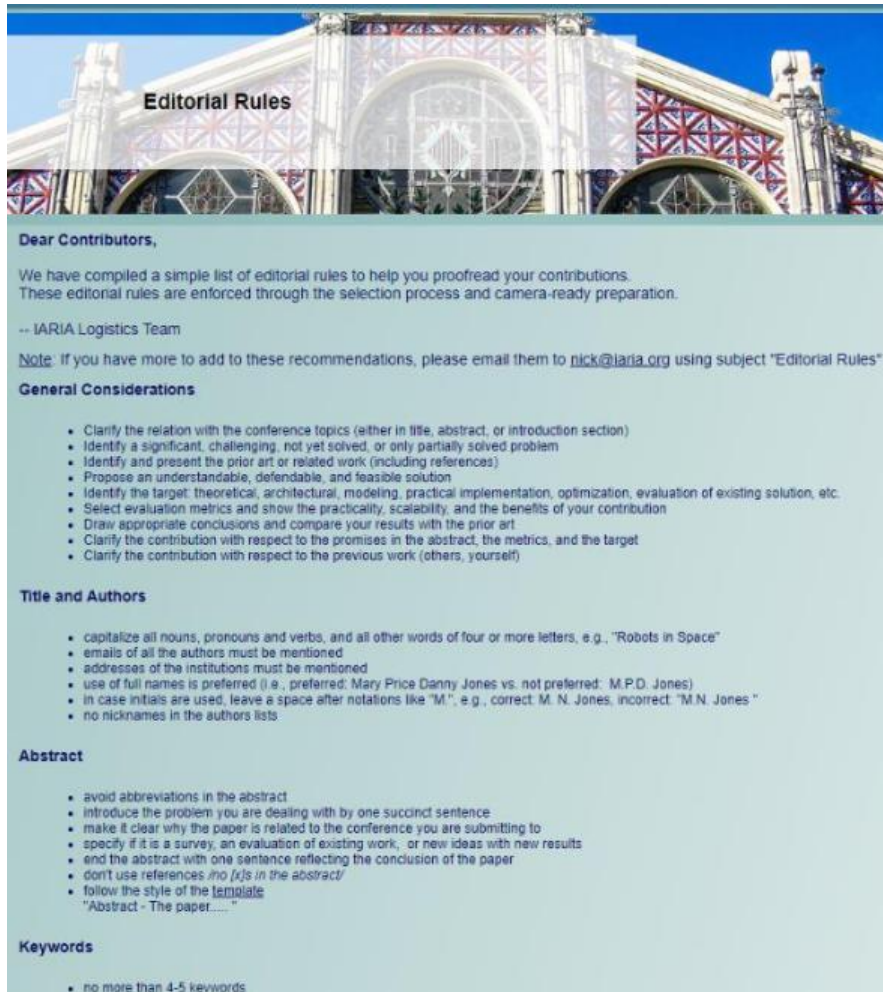 Editorial Rules
Dear Contributors,
We have compiled a simple list of editorial rules to help you proofread your contributions.
These editorial rules are enforced through the selection process and camera-ready preparation.
-- IARIA Logistics Team
Note: If you have more to add to these recommendations, please email them to nick@iaria.org using subject "Editorial Rules"
General Considerations
• Clarify the relation with the conference topics (either in title, abstract, or introduction section)
• Identify a significant, challenging, not yet solved, or only partially solved problem
• Identify and present the prior art or related work (including references)
• Propose an understandable, defendable, and feasible solution
• Identify the target: theoretical, architectural, modeling, practical implementation, optimization, evaluation of existing solution, etc.
• Select evaluation metrics and show the practicality, scalability, and the benefits of your contribution
• Draw appropriate conclusions and compare your results with the prior art
• Clarify the contribution with respect to the promises in the abstract, the metrics, and the target
• Clarify the contribution with respect to the previous work (others, yourself)
Title and Authors
• capitalize all nouns, pronouns and verbs, and all other words of four or more letters, e.g., "Robots in Space"
• emails of all the authors must be mentioned
• addresses of the institutions must be mentioned
• use of full names is preferred (i.e., preferred: Mary Price Danny Jones vs. not preferred: M.P.D. Jones)
• in case initials are used, leave a space after notations like "M.", e.g., correct: M. N. Jones, incorrect: "M.N. Jones "
• no nicknames in the authors lists
Abstract
• avoid abbreviations in the abstract
• introduce the problem you are dealing with by one succinct sentence
• make it clear why the paper is related to the conference you are submitting to
• specify if it is a survey, an evaluation of existing work, or new ideas with new results
• end the abstract with one sentence reflecting the conclusion of the paper
• don't use references /no [x]s in the abstract/
• follow the style of the template
"Abstract - The paper..... "
Keywords
• no more than 4-5 keywords